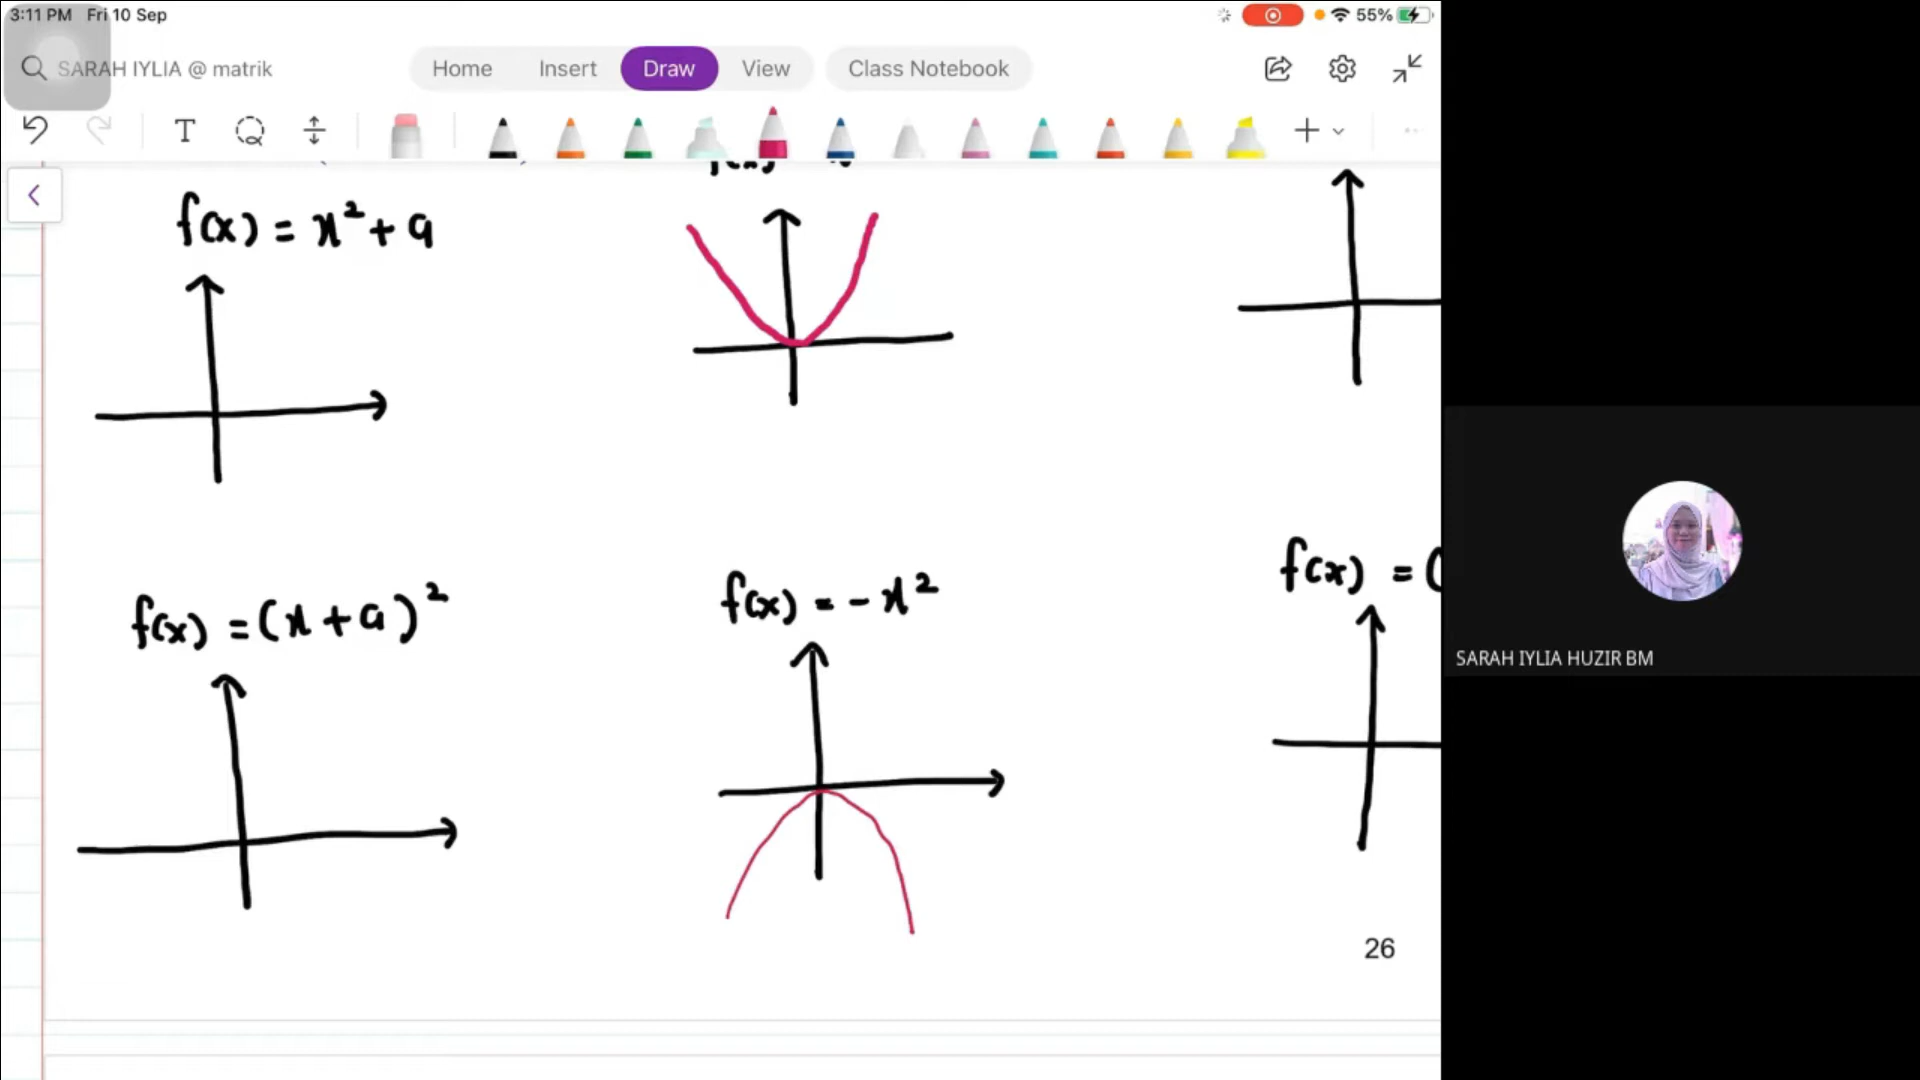 3:11 PM Fri 10 Sep 55%
SARAH IYLIA @ matrik Home Insert Draw View Class Notebook
T
f(x)
f(x) = x² + a
f(x) = (x + a)²
f(x) = -x²
f(x) = (
SARAH IYLIA HUZIR BM
26